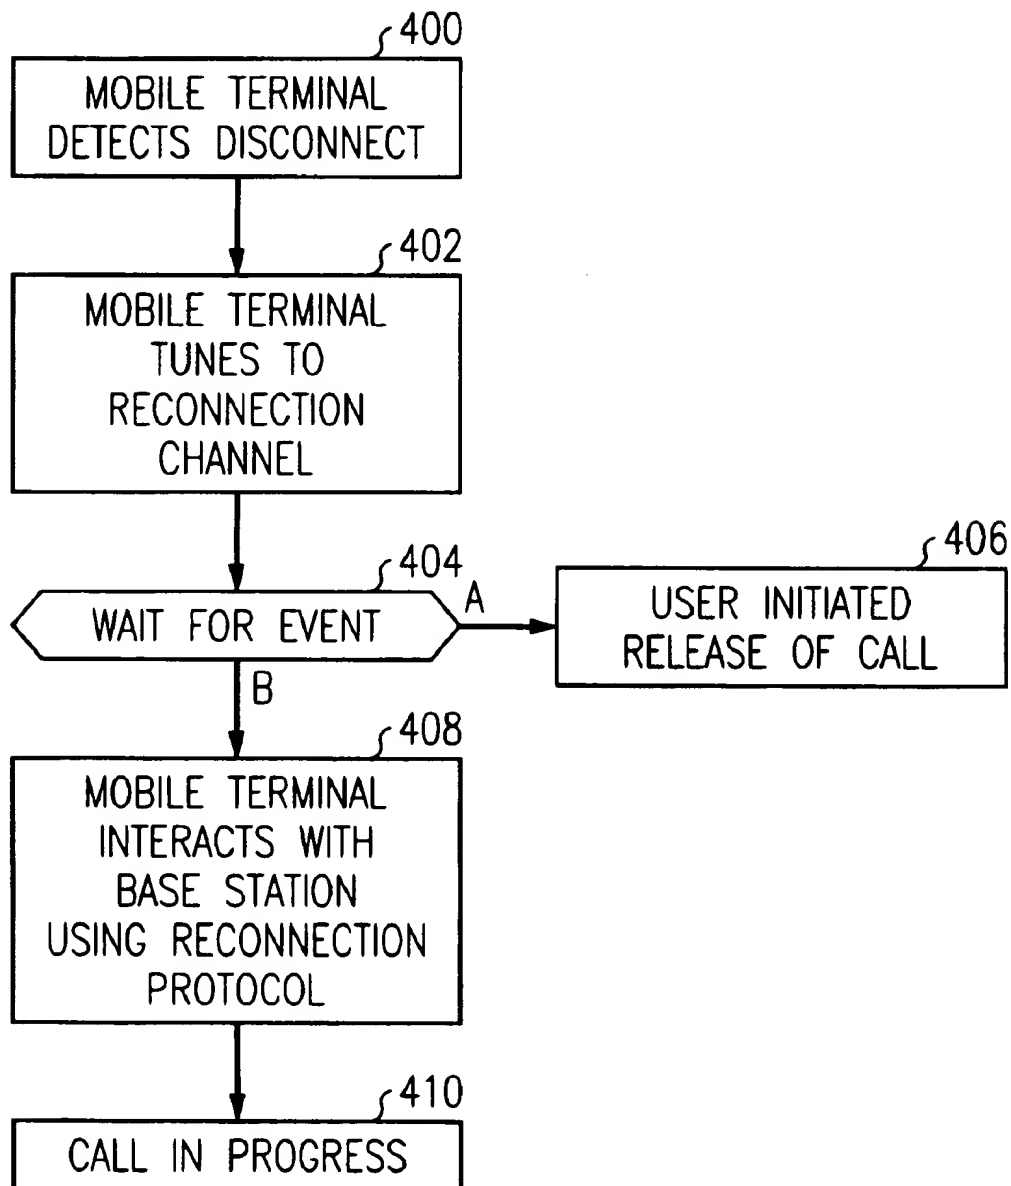 400
MOBILE TERMINAL
DETECTS DISCONNECT
402
MOBILE TERMINAL
TUNES TO
RECONNECTION
CHANNEL
404
WAIT FOR EVENT
A
406
USER INITIATED
RELEASE OF CALL
B
408
MOBILE TERMINAL
INTERACTS WITH
BASE STATION
USING RECONNECTION
PROTOCOL
410
CALL IN PROGRESS